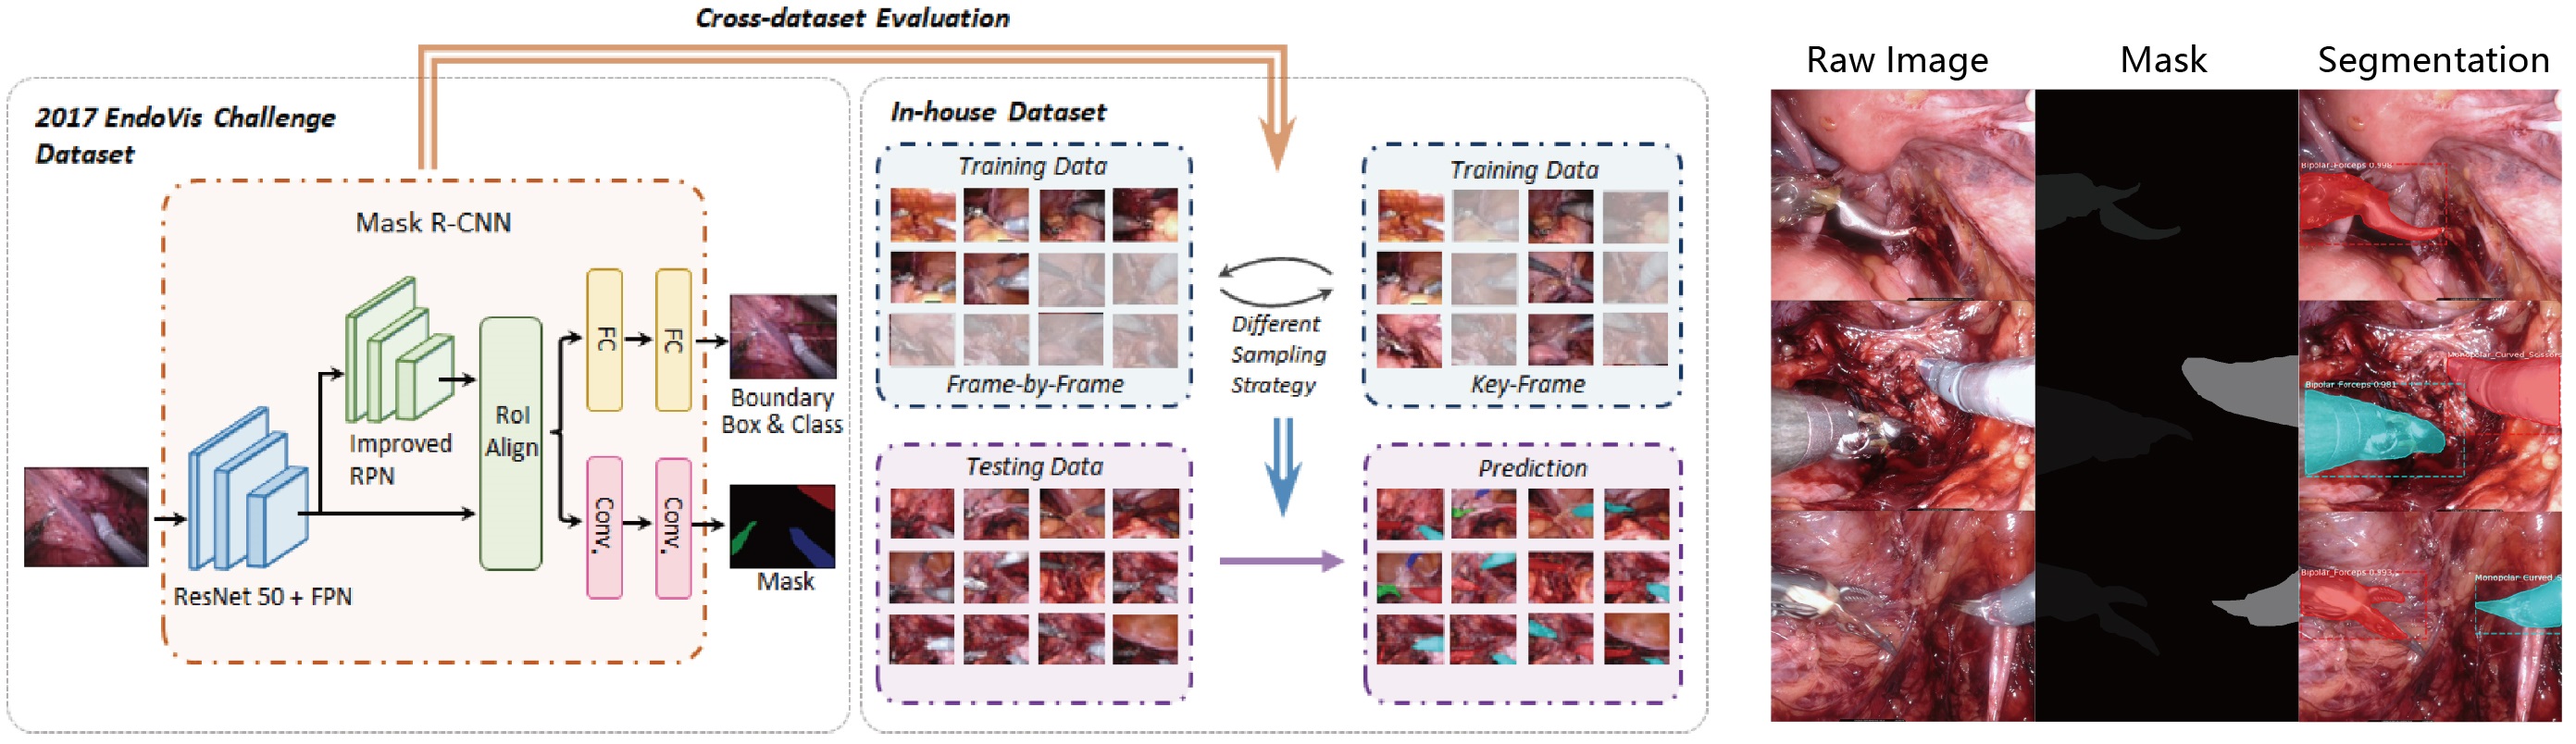 Cross-dataset Evaluation
2017 EndoVis Challenge
Dataset
Mask R-CNN
Improved
RPN
ResNet 50 + FPN
RoI
Align
FC
FC
Conv.
Conv.
Boundary
Box & Class
Mask
In-house Dataset
Training Data
Frame-by-Frame
Different
Sampling
Strategy
Training Data
Key-Frame
Testing Data
Prediction
Raw Image
Mask
Segmentation
Bipolar_Forceps 0.998
Monopolar_Curved_Scissors
Bipolar_Forceps 0.981
Bipolar_Forceps 0.993
Monopolar_Curved_S